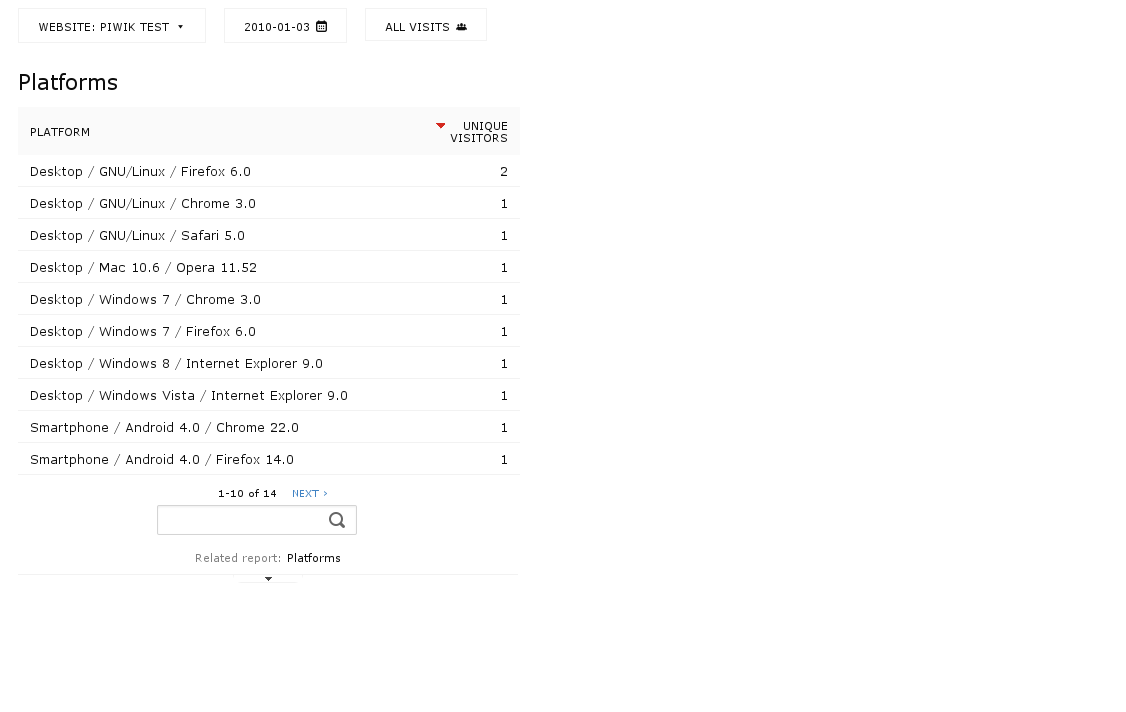 WEBSITE: PIWIK TEST 2010-01-03 ALL VISITS
Platforms
PLATFORM UNIQUE VISITORS
Desktop / GNU/Linux / Firefox 6.0 2
Desktop / GNU/Linux / Chrome 3.0 1
Desktop / GNU/Linux / Safari 5.0 1
Desktop / Mac 10.6 / Opera 11.52 1
Desktop / Windows 7 / Chrome 3.0 1
Desktop / Windows 7 / Firefox 6.0 1
Desktop / Windows 8 / Internet Explorer 9.0 1
Desktop / Windows Vista / Internet Explorer 9.0 1
Smartphone / Android 4.0 / Chrome 22.0 1
Smartphone / Android 4.0 / Firefox 14.0 1
1-10 of 14 NEXT ›
Related report: Platforms